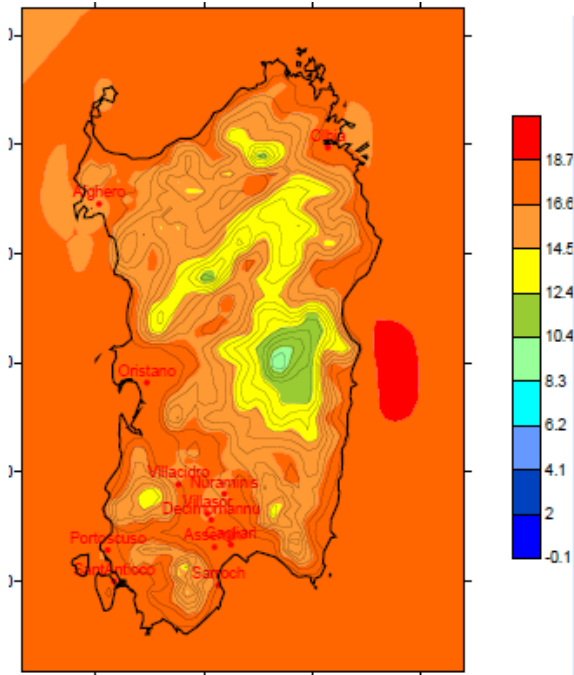 Olbia
Alghero
Oristano
Villacidro
Nuraminis
Villasor
Decimomannu
Cagliari
Portoscuso
Sant'Antioco
Sarroch
18.7
16.6
14.5
12.4
10.4
8.3
6.2
4.1
2
-0.1